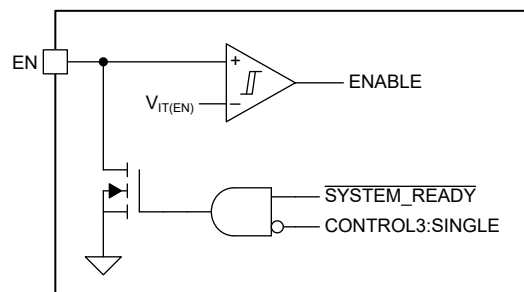 EN
+
ENABLE
V_IT(EN)
−
SYSTEM_READY
CONTROL3:SINGLE